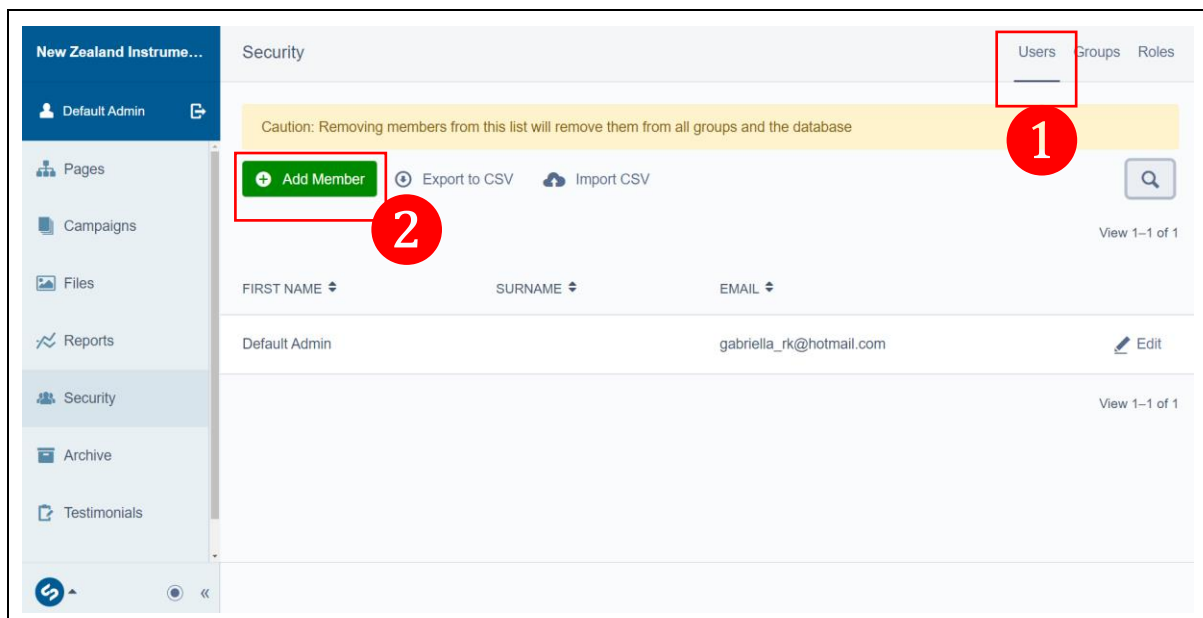 New Zealand Instrume...
Security
Users Groups Roles
Default Admin
Caution: Removing members from this list will remove them from all groups and the database
1
Pages
Add Member Export to CSV Import CSV
2
Campaigns
View 1–1 of 1
Files
FIRST NAME SURNAME EMAIL
Reports
Default Admin gabriella_rk@hotmail.com Edit
Security
View 1–1 of 1
Archive
Testimonials